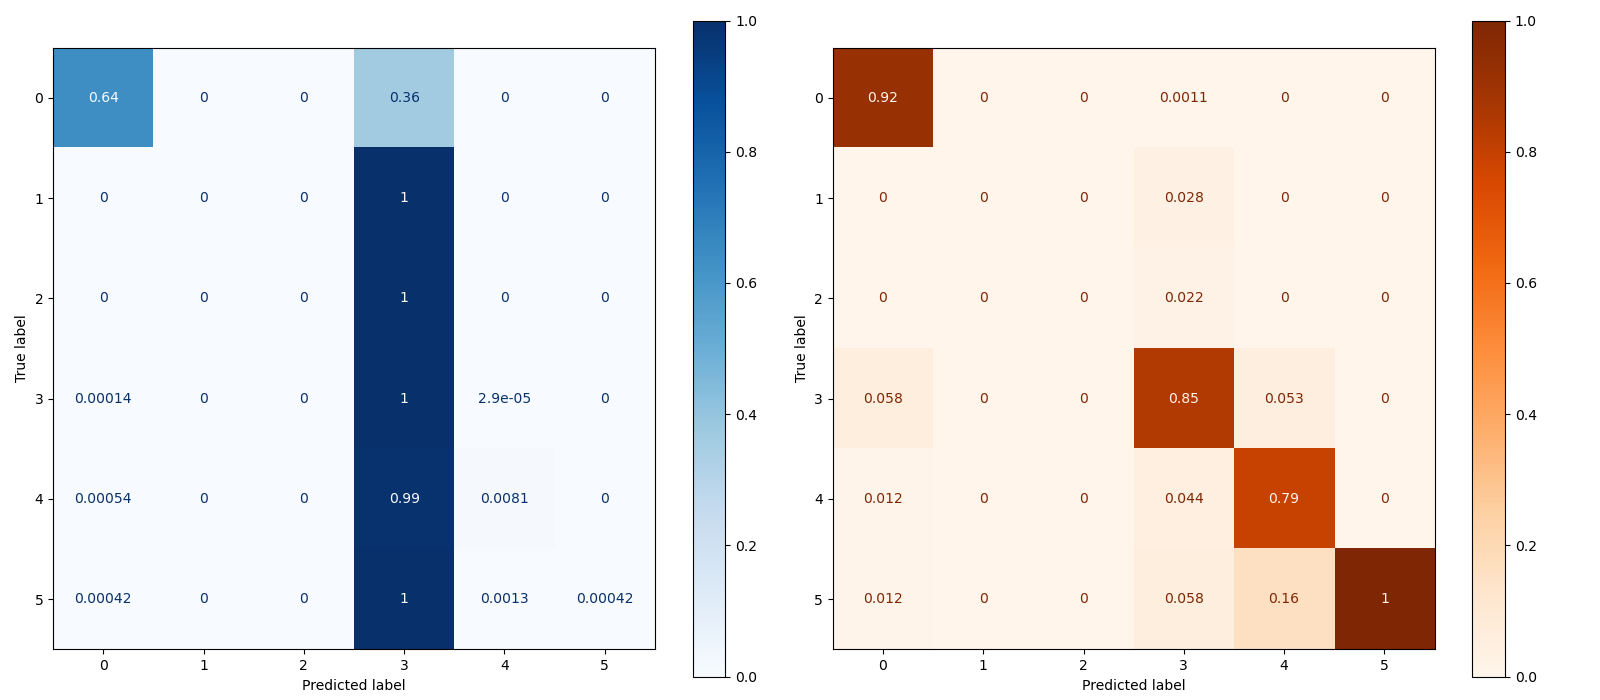 1.0
0 0.64 0 0 0.36 0 0
0.8
1 0 0 0 1 0 0
0.6
2 0 0 0 1 0 0
True label
0.4
3 0.00014 0 0 1 2.9e-05 0
0.2
4 0.00054 0 0 0.99 0.0081 0
5 0.00042 0 0 1 0.0013 0.00042
0.0
0 1 2 3 4 5
Predicted label
1.0
0 0.92 0 0 0.0011 0 0
0.8
1 0 0 0 0.028 0 0
0.6
2 0 0 0 0.022 0 0
True label
0.4
3 0.058 0 0 0.85 0.053 0
0.2
4 0.012 0 0 0.044 0.79 0
5 0.012 0 0 0.058 0.16 1
0.0
0 1 2 3 4 5
Predicted label